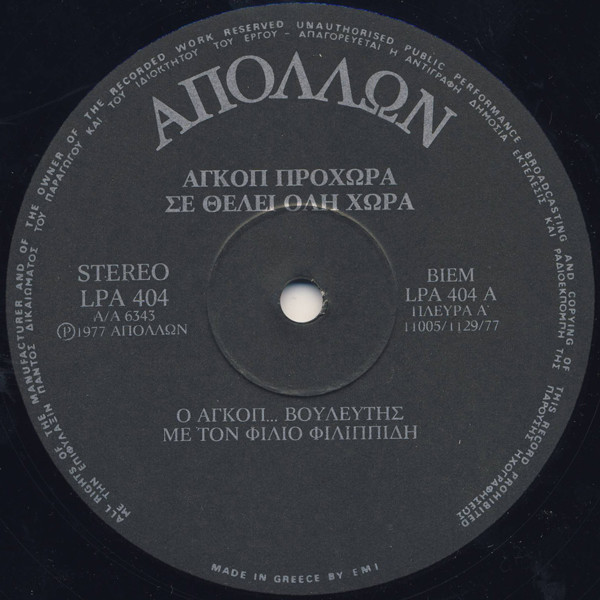 ALL RIGHTS OF THE MANUFACTURER AND OF THE OWNER OF THE RECORDED WORK RESERVED UNAUTHORISED PUBLIC PERFORMANCE BROADCASTING AND COPYING OF THIS RECORD PROHIBITED
ΜΕ ΤΗΝ ΕΠΙΦΥΛΑΞΙΝ ΠΑΝΤΟΣ ΔΙΚΑΙΩΜΑΤΟΣ ΤΟΥ ΠΑΡΑΓΩΓΟΥ ΚΑΙ ΤΟΥ ΙΔΙΟΚΤΗΤΟΥ ΤΟΥ ΕΡΓΟΥ - ΑΠΑΓΟΡΕΥΕΤΑΙ Η ΑΝΤΙΓΡΑΦΗ ΔΗΜΟΣΙΑ ΕΚΤΕΛΕΣΙΣ ΚΑΙ ΡΑΔΙΟΕΚΠΟΜΠΗ ΤΗΣ ΠΑΡΟΥΣΗΣ ΗΧΟΓΡΑΦΗΣΕΩΣ
ΑΠΟΛΛΩΝ
ΑΓΚΟΠ ΠΡΟΧΩΡΑ
ΣΕ ΘΕΛΕΙ ΟΛΗ ΧΩΡΑ
STEREO
LPA 404
A/A 6343
Ⓟ1977 ΑΠΟΛΛΩΝ
BIEM
LPA 404 A
ΠΛΕΥΡΑ Α'
11005/1129/77
Ο ΑΓΚΟΠ... ΒΟΥΛΕΥΤΗΣ
ΜΕ ΤΟΝ ΦΙΛΙΟ ΦΙΛΙΠΠΙΔΗ
MADE IN GREECE BY EMI